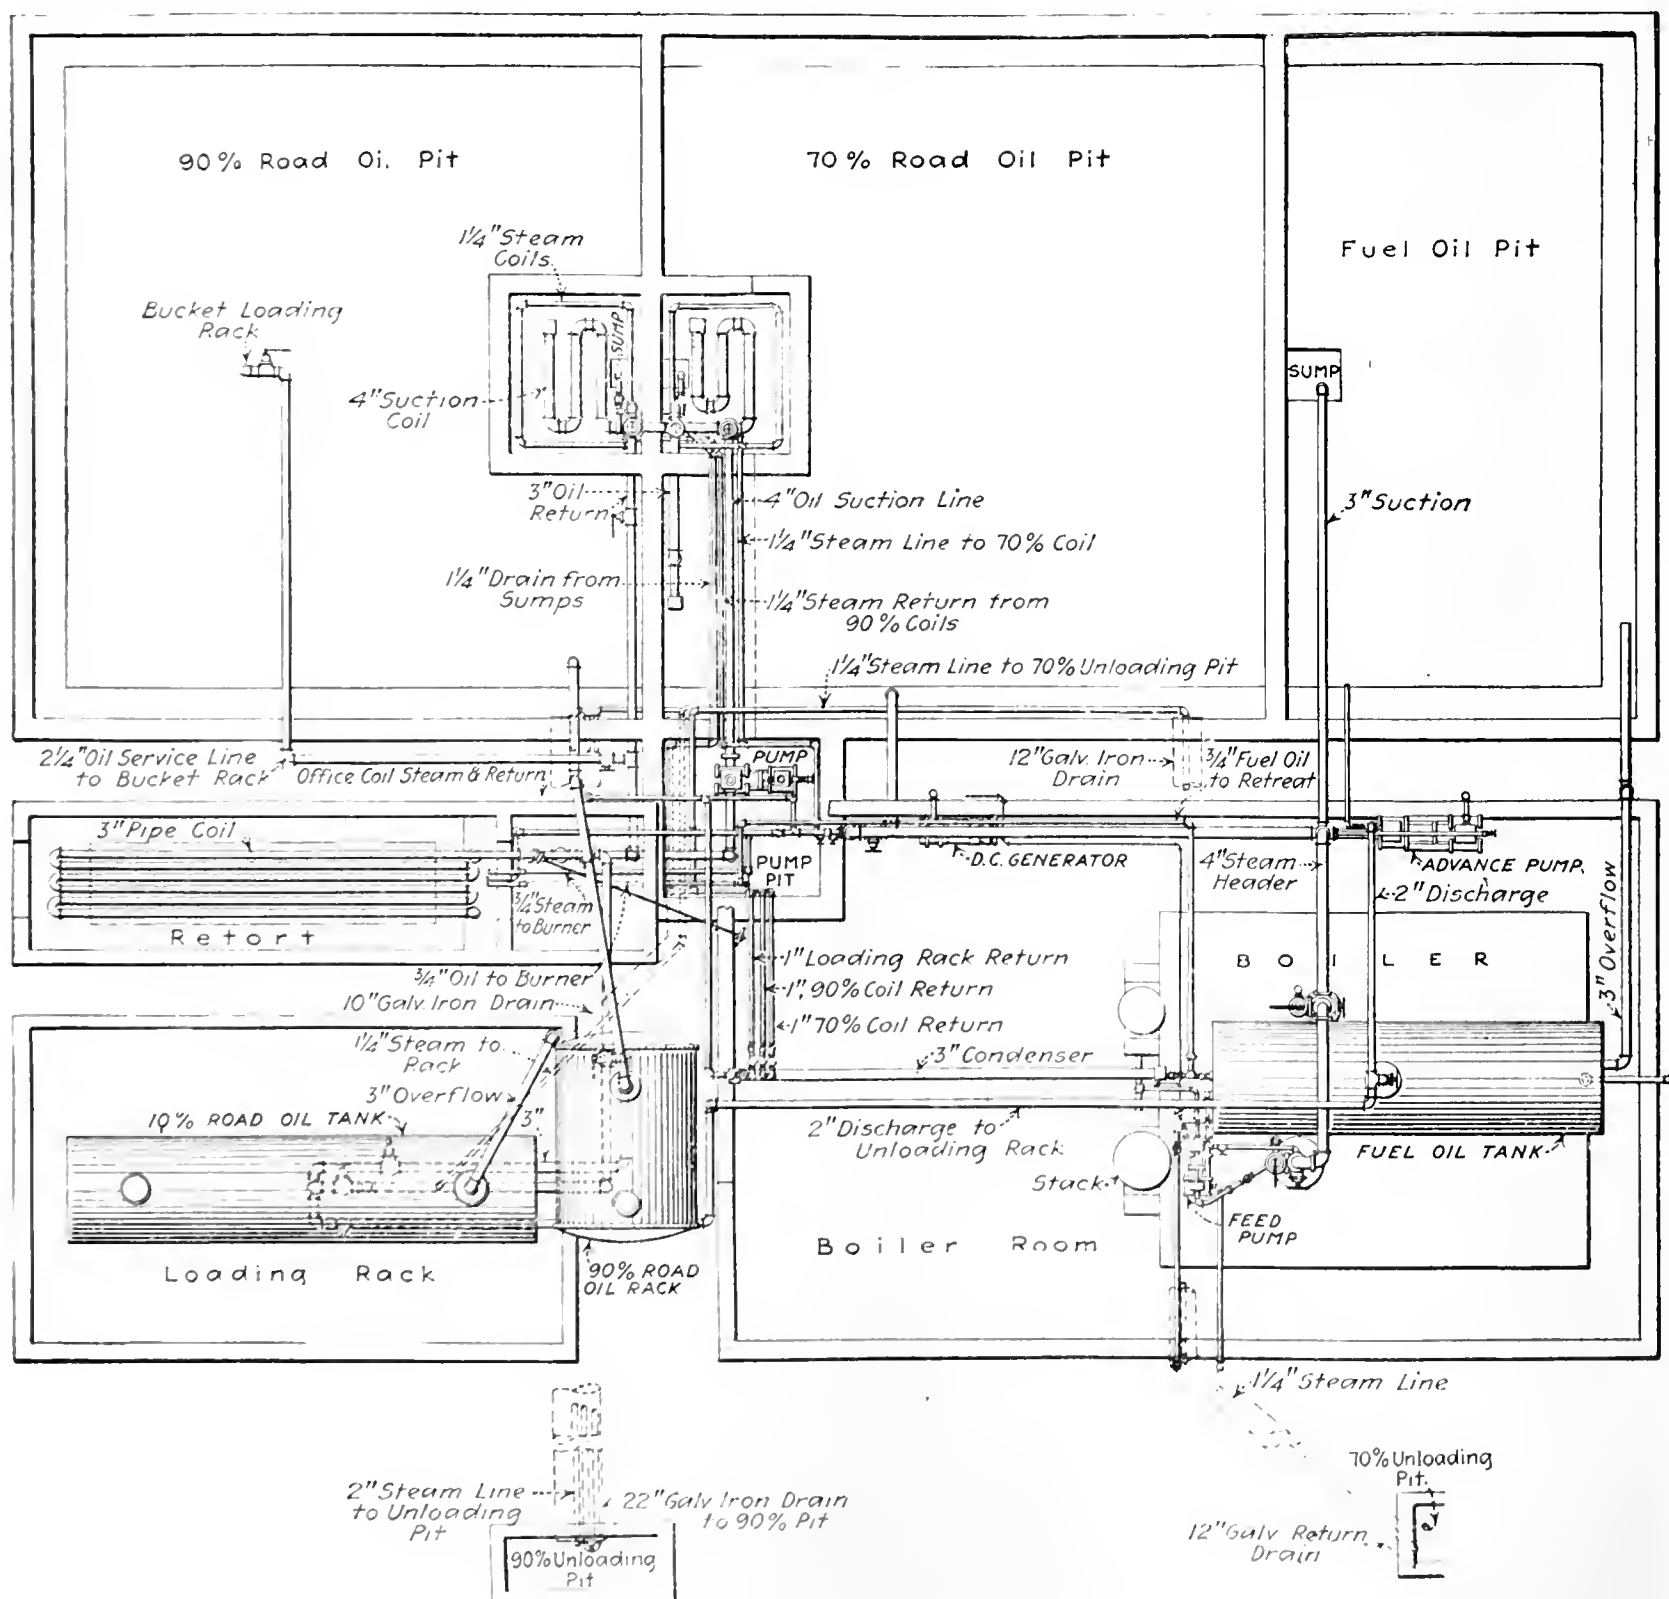 90% Road Oi. Pit
70% Road Oil Pit
Fuel Oil Pit
1¼" Steam
Coils
Bucket Loading
Rack
SUMP
SUMP
4" Suction
Coil
3" Oil
Return
4" Oil Suction Line
3" Suction
1¼" Steam Line to 70% Coil
1¼" Drain from
Sumps
1¼" Steam Return from
90% Coils
1¼" Steam Line to 70% Unloading Pit
2¼" Oil Service Line
to Bucket Rack
Office Coil Steam & Return
PUMP
12" Galv. Iron
Drain
¾" Fuel Oil
to Retreat
3" Pipe Coil
PUMP
PIT
D.C. GENERATOR
4" Steam
Header
ADVANCE PUMP.
2" Discharge
¾" Steam
to Burner
Retort
3" Overflow
BOILER
1" Loading Rack Return
¾" Oil to Burner
1", 90% Coil Return
10" Galv. Iron Drain
1" 70% Coil Return
1¼" Steam to
Rack
3" Condenser
3" Overflow
3"
10% ROAD OIL TANK
2" Discharge to
Unloading Rack
FUEL OIL TANK
Stack
FEED
PUMP
Boiler Room
Loading Rack
90% ROAD
OIL RACK
1¼" Steam Line
70% Unloading
Pit.
2" Steam Line
to Unloading
Pit
22" Galv Iron Drain
to 90% Pit
12" Galv Return
Drain
90% Unloading
Pit